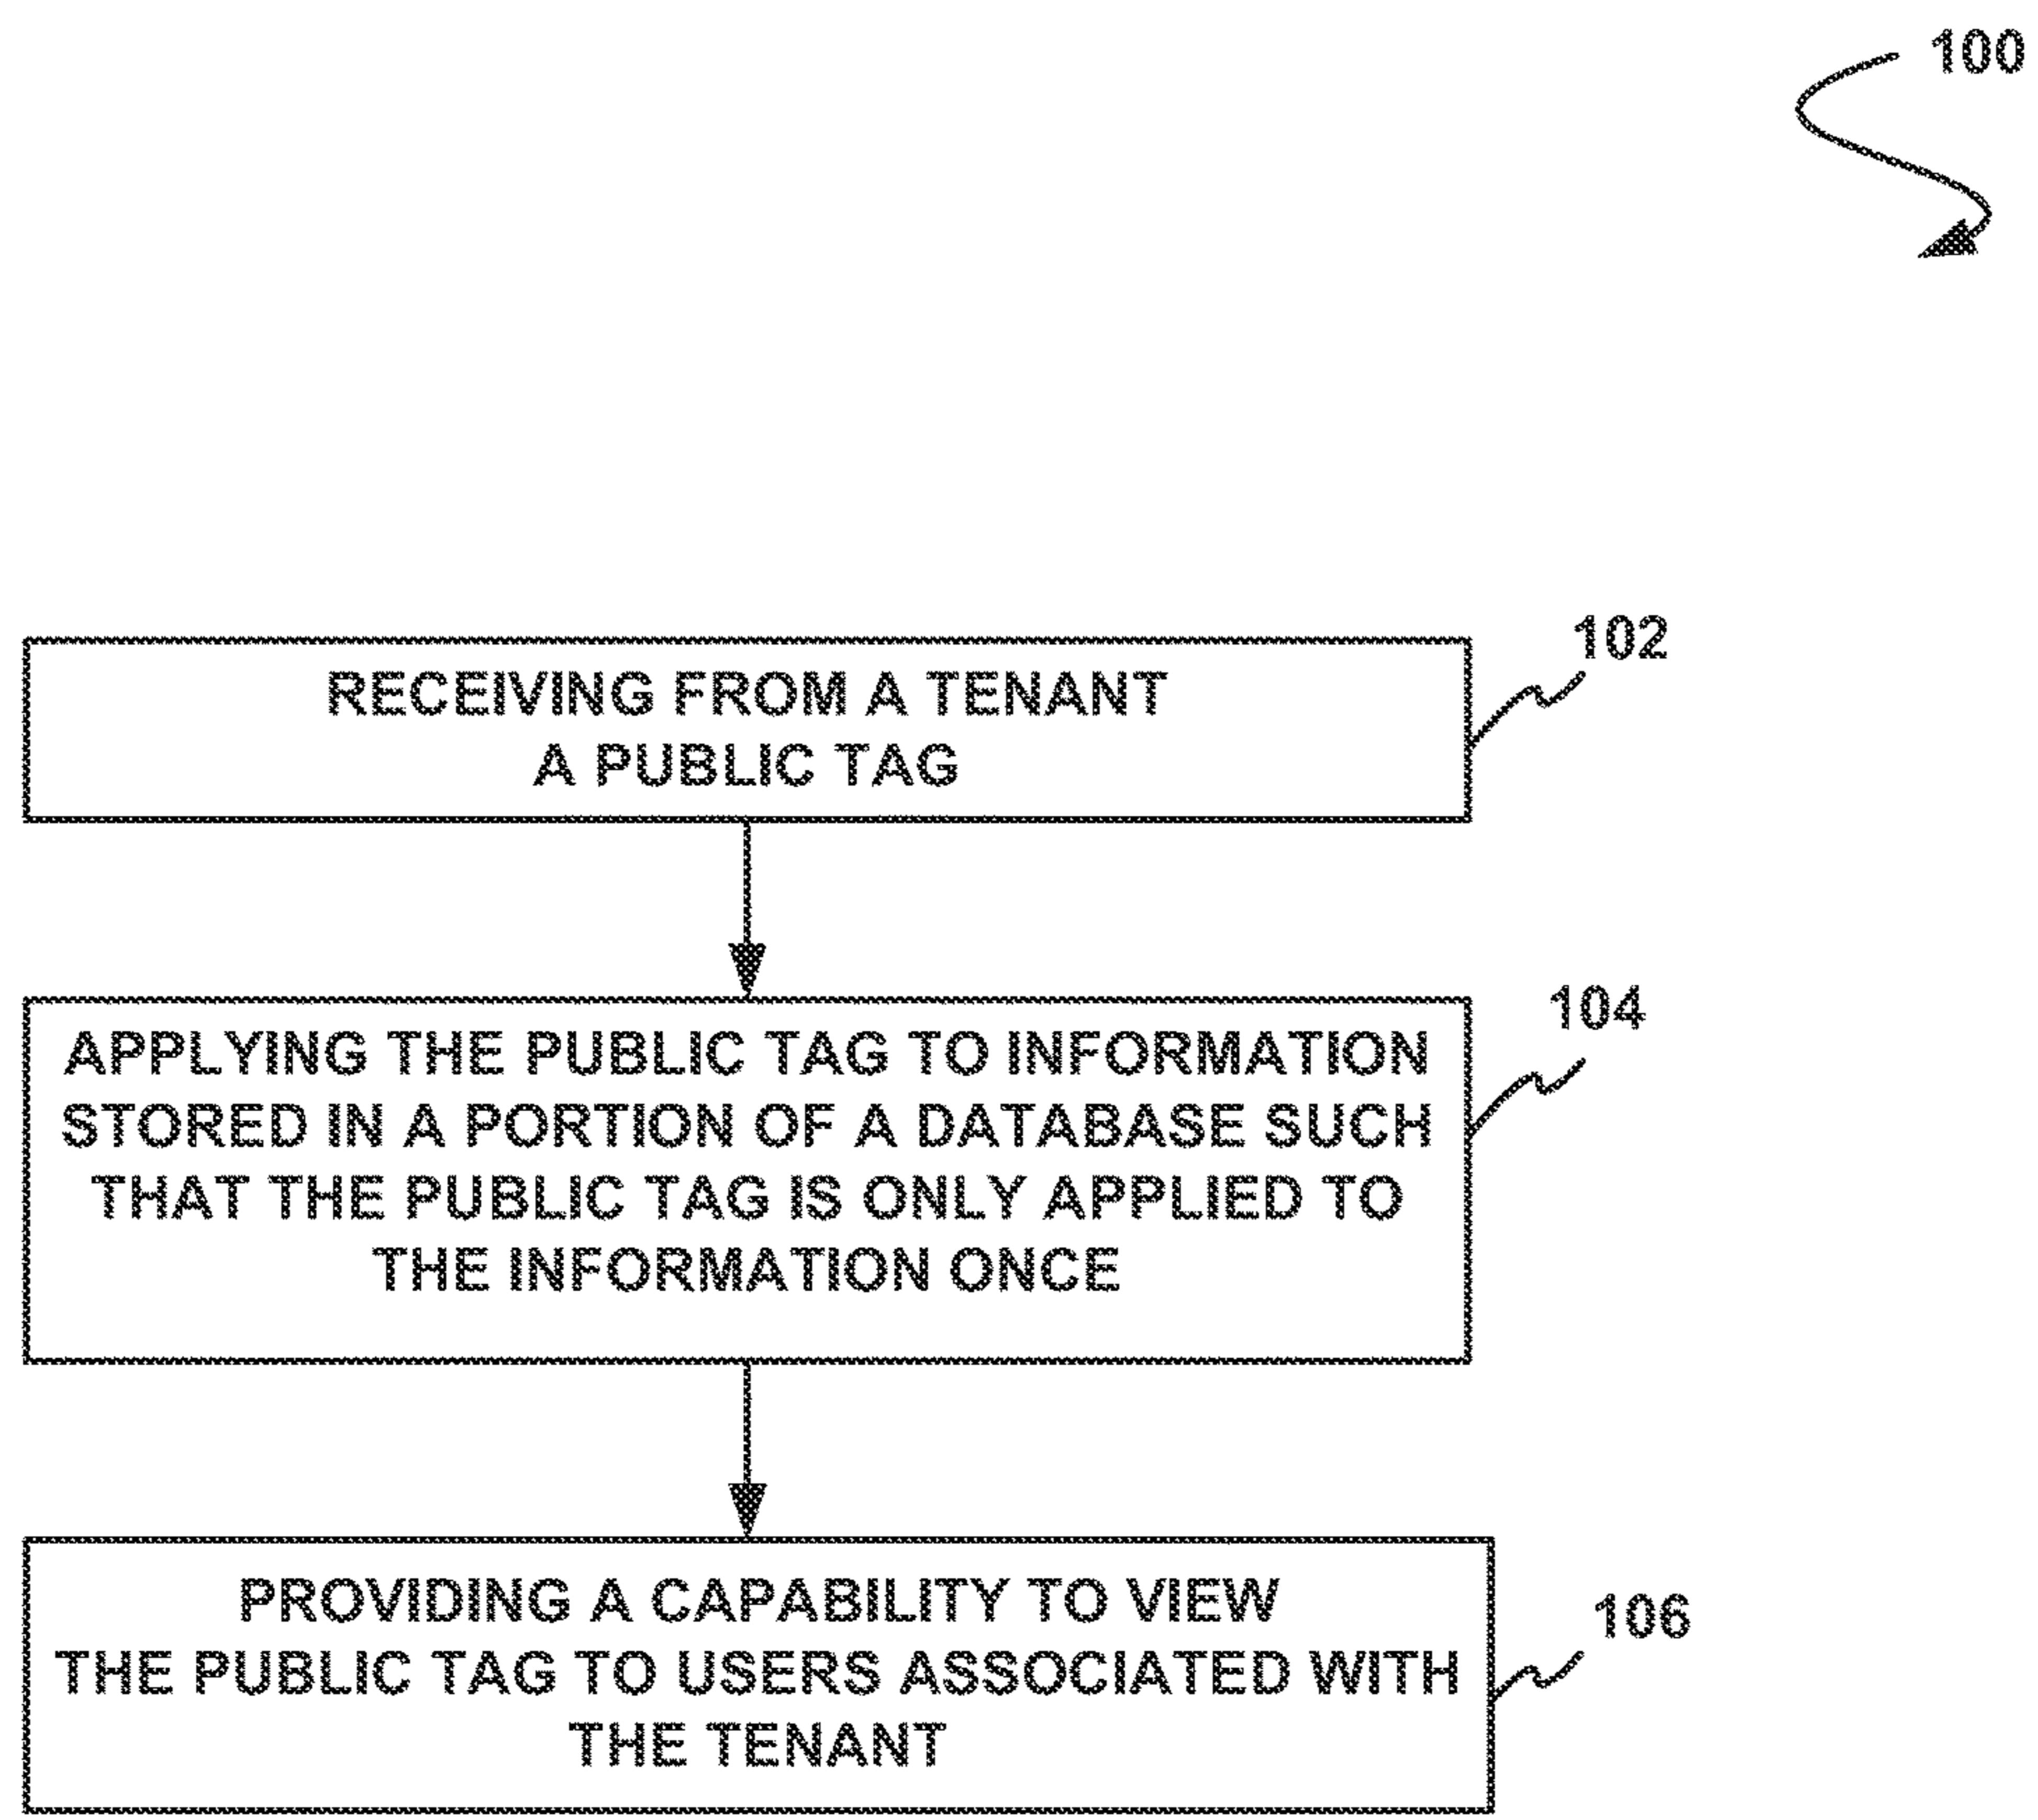 100
102
RECEIVING FROM A TENANT
A PUBLIC TAG
104
APPLYING THE PUBLIC TAG TO INFORMATION
STORED IN A PORTION OF A DATABASE SUCH
THAT THE PUBLIC TAG IS ONLY APPLIED TO
THE INFORMATION ONCE
106
PROVIDING A CAPABILITY TO VIEW
THE PUBLIC TAG TO USERS ASSOCIATED WITH
THE TENANT